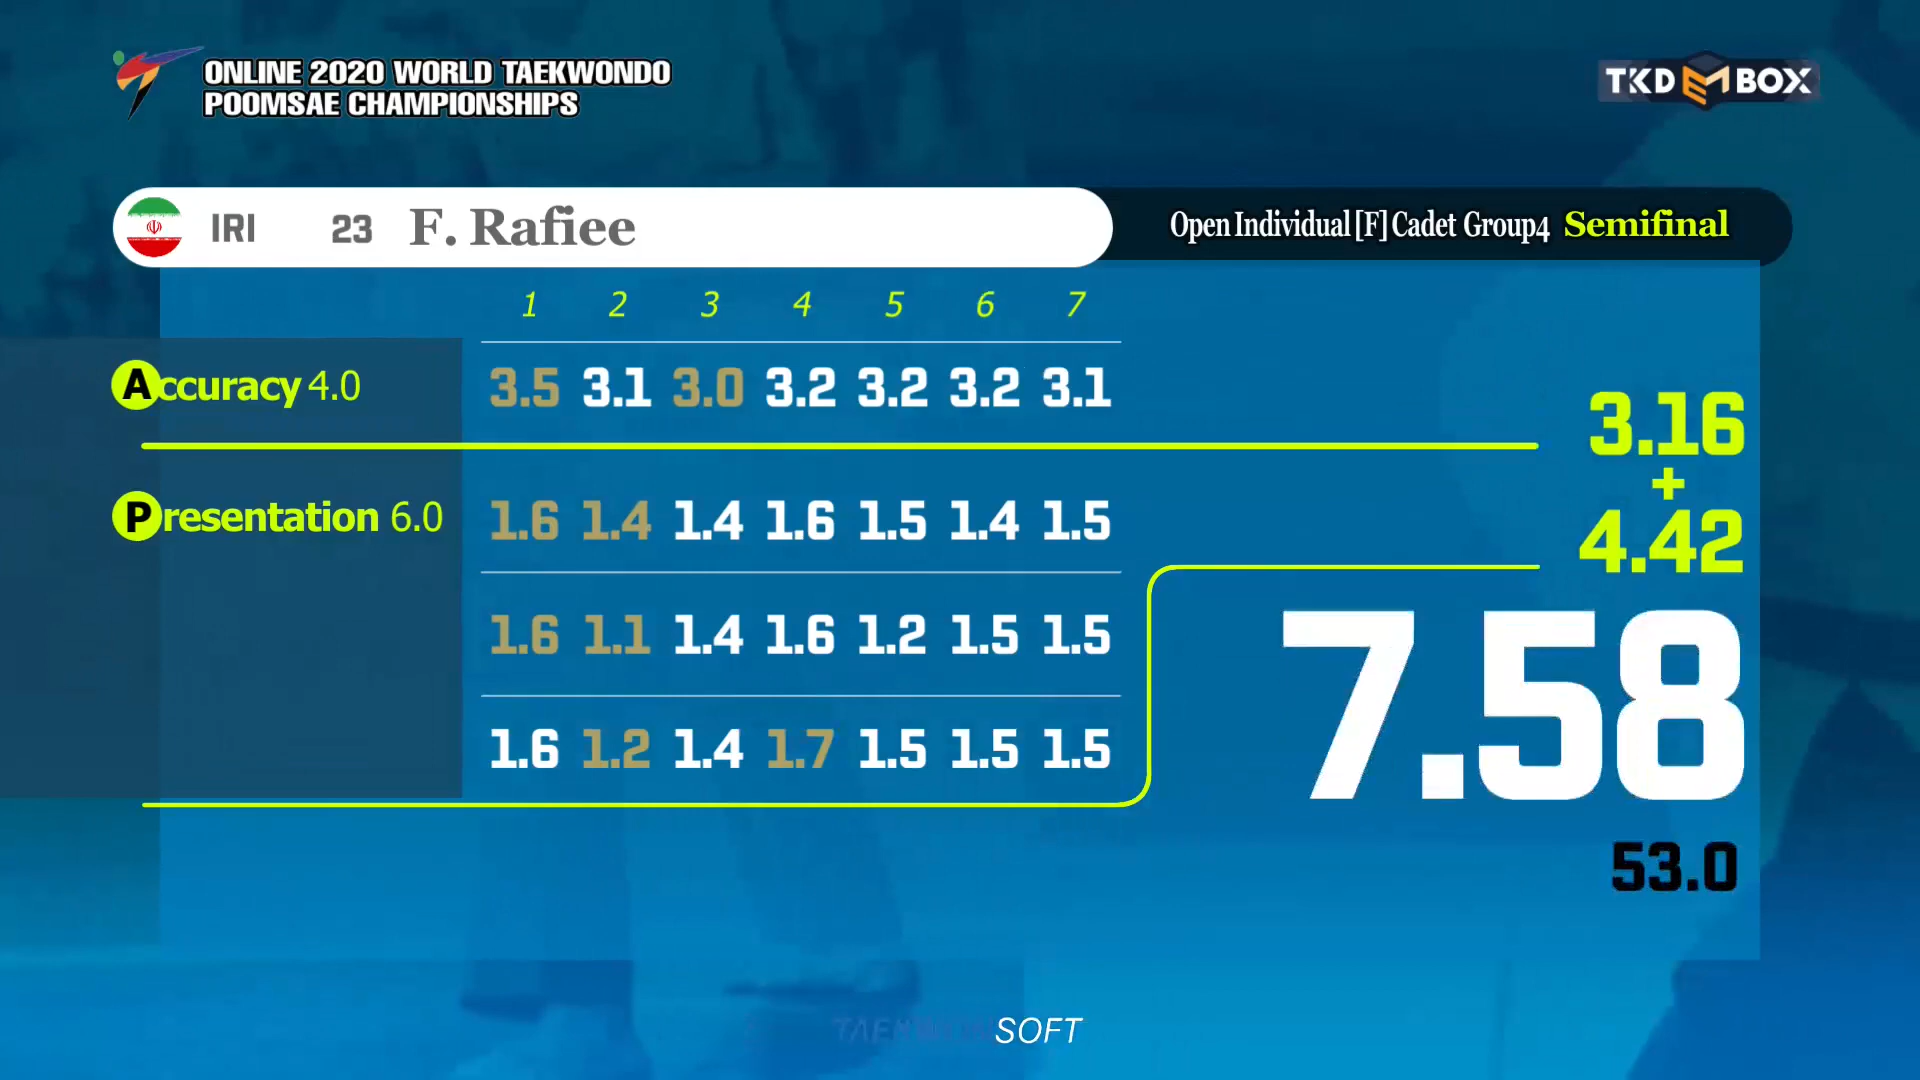 ONLINE 2020 WORLD TAEKWONDO
POOMSAE CHAMPIONSHIPS
TKD BOX
IRI 23 F. Rafiee
Open Individual [F] Cadet Group4 Semifinal
1 2 3 4 5 6 7
Accuracy 4.0 3.5 3.1 3.0 3.2 3.2 3.2 3.1
3.16
+
4.42
Presentation 6.0 1.6 1.4 1.4 1.6 1.5 1.4 1.5
1.6 1.1 1.4 1.6 1.2 1.5 1.5
1.6 1.2 1.4 1.7 1.5 1.5 1.5
7.58
53.0
TAEKWONSOFT